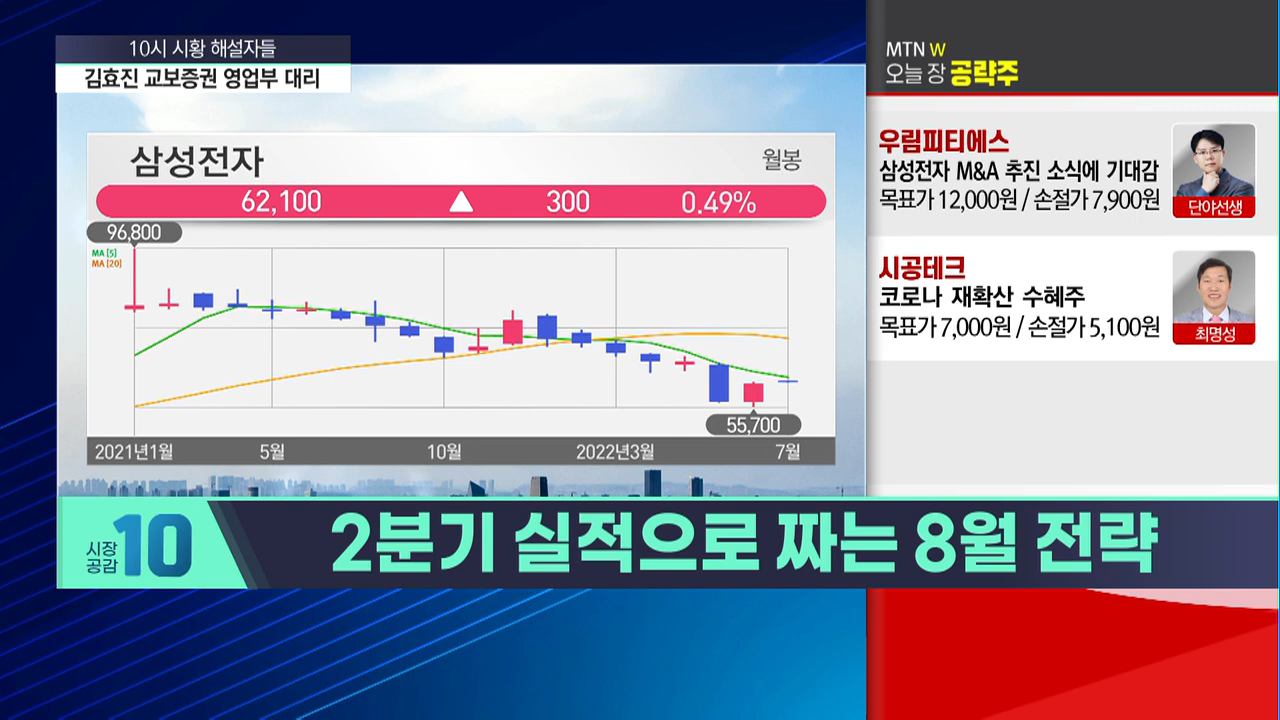 10시 시황 해설자들
김효진 교보증권 영업부 대리
삼성전자
월봉
62,100 ▲ 300 0.49%
96,800
MA [5]
MA [20]
55,700
2021년1월 5월 10월 2022년3월 7월
시장
공감
10
2분기 실적으로 짜는 8월 전략
MTN W
오늘 장 공략주
우림피티에스
삼성전자 M&A 추진 소식에 기대감
목표가 12,000원 / 손절가 7,900원
단야선생
시공테크
코로나 재확산 수혜주
목표가 7,000원 / 손절가 5,100원
최명성